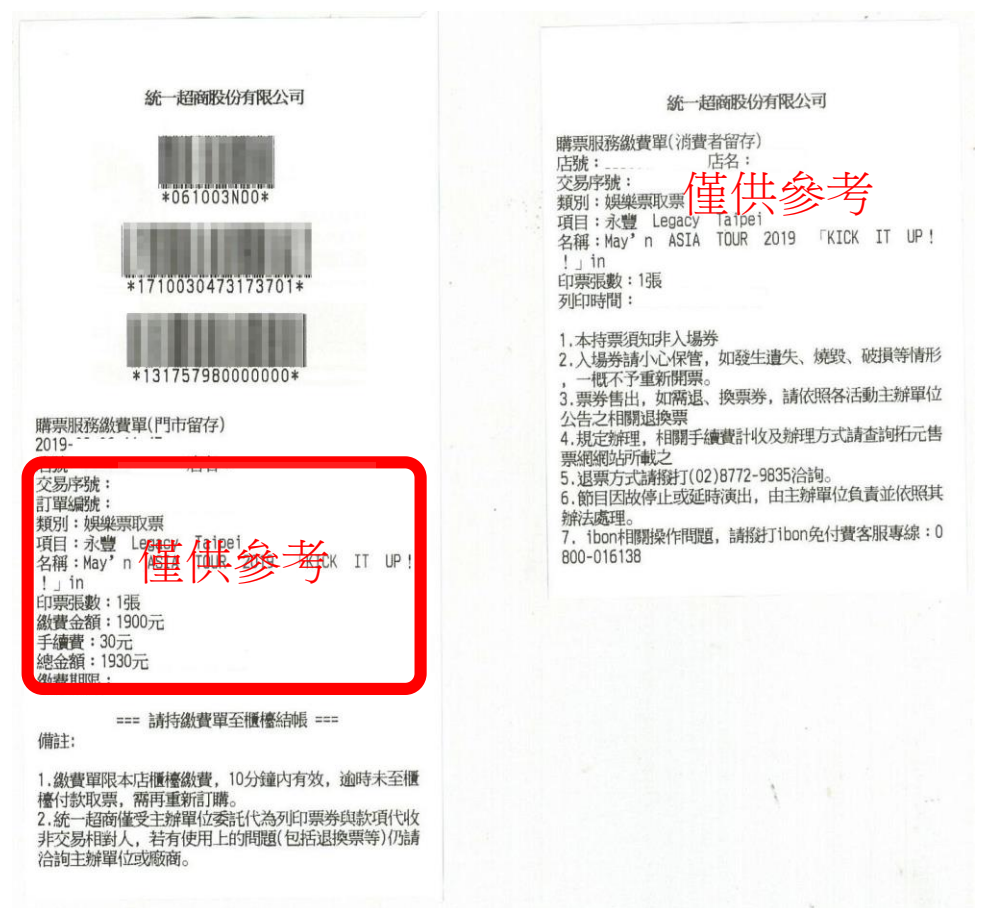 統一超商股份有限公司
*061003N00*
*1710030473173701*
*131757980000000*
購票服務繳費單(門市留存)
2019-
交易序號：
訂單編號：
類別：娛樂票取票
項目：永豐 Legacy Taipei
名稱：May’n ASIA TOUR 2019 「KICK IT UP!
!」in
僅供參考
印票張數：1張
繳費金額：1900元
手續費：30元
總金額：1930元
繳費期限：
=== 請持繳費單至櫃檯結帳 ===
備註:
1.繳費單限本店櫃檯繳費, 10分鐘內有效, 逾時未至櫃
檯付款取票, 需再重新訂購。
2.統一超商僅受主辦單位委託代為列印票券與款項代收
非交易相對人, 若有使用上的問題(包括退換票等)仍請
洽詢主辦單位或廠商。
統一超商股份有限公司
購票服務繳費單(消費者留存)
店號： 店名：
交易序號：
僅供參考
類別：娛樂票取票
項目：永豐 Legacy Taipei
名稱：May’n ASIA TOUR 2019 「KICK IT UP!
!」in
印票張數：1張
列印時間：
1.本持票須知非入場券
2.入場券請小心保管, 如發生遺失、燒毀、破損等情形
, 一概不予重新開票。
3.票券售出, 如需退、換票券, 請依照各活動主辦單位
公告之相關退換票
4.規定辦理, 相關手續費計收及辦理方式請查詢拓元售
票網網站所載之
5.退票方式請撥打(02)8772-9835洽詢。
6.節目因故停止或延時演出, 由主辦單位負責並依照其
辦法處理。
7. ibon相關操作問題, 請撥打ibon免付費客服專線：0
800-016138